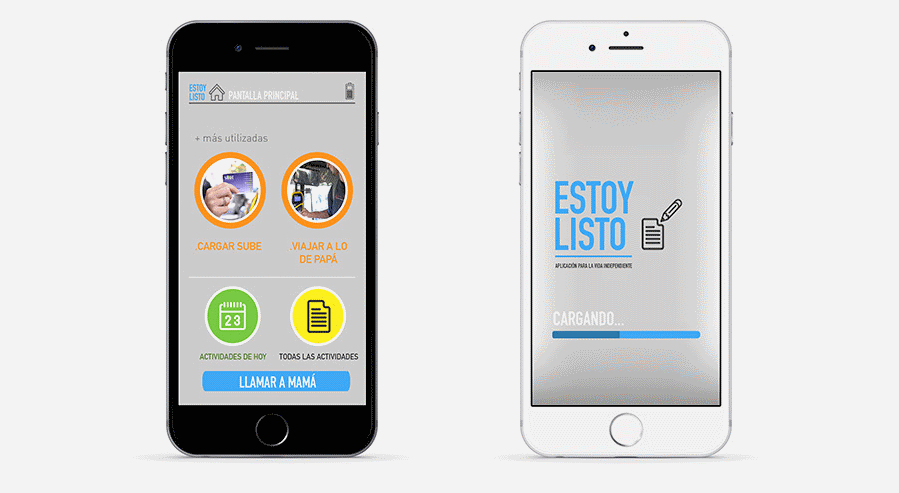 ESTOY
LISTO
PANTALLA PRINCIPAL
+ más utilizadas
.CARGAR SUBE
.VIAJAR A LO
DE PAPÁ
23
ACTIVIDADES DE HOY
TODAS LAS ACTIVIDADES
LLAMAR A MAMÁ
ESTOY
LISTO
APLICACIÓN PARA LA VIDA INDEPENDIENTE
CARGANDO...